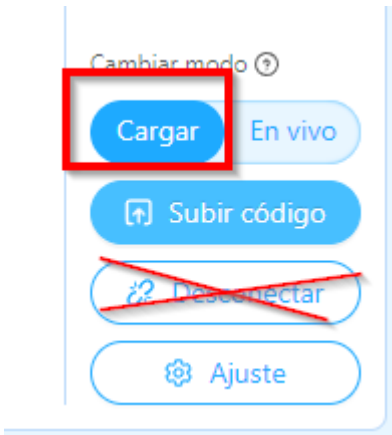 Cambiar modo
Cargar En vivo
Subir código
Desconectar
Ajuste